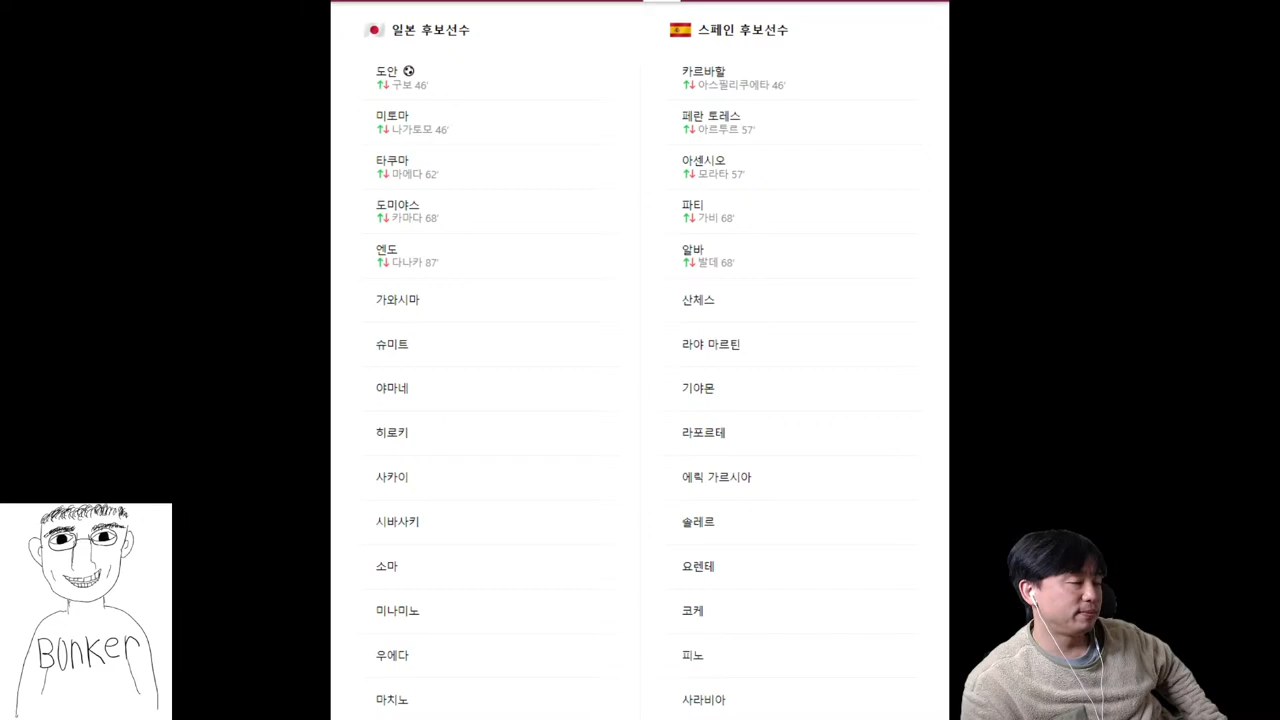 일본 후보선수
도안
구보 46'
미토마
나가토모 46'
타쿠마
마에다 62'
도미야스
카마다 68'
엔도
다나카 87'
가와시마
슈미트
야마네
히로키
사카이
시바사키
소마
미나미노
우에다
마치노
스페인 후보선수
카르바할
아스필리쿠에타 46'
페란 토레스
아르투르 57'
아센시오
모라타 57'
파티
가비 68'
알바
발데 68'
산체스
라야 마르틴
기야몬
라포르테
에릭 가르시아
솔레르
요렌테
코케
피노
사라비아
BONKer